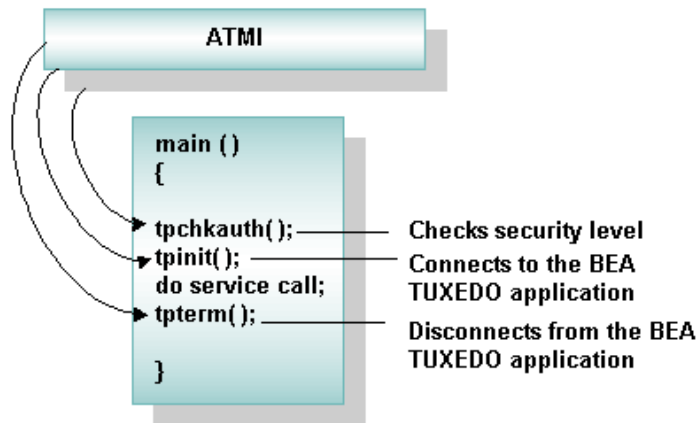 ATMI
main ( )
{
tpchkauth( );
Checks security level
tpinit( );
Connects to the BEA
TUXEDO application
do service call;
tpterm( );
Disconnects from the BEA
TUXEDO application
}